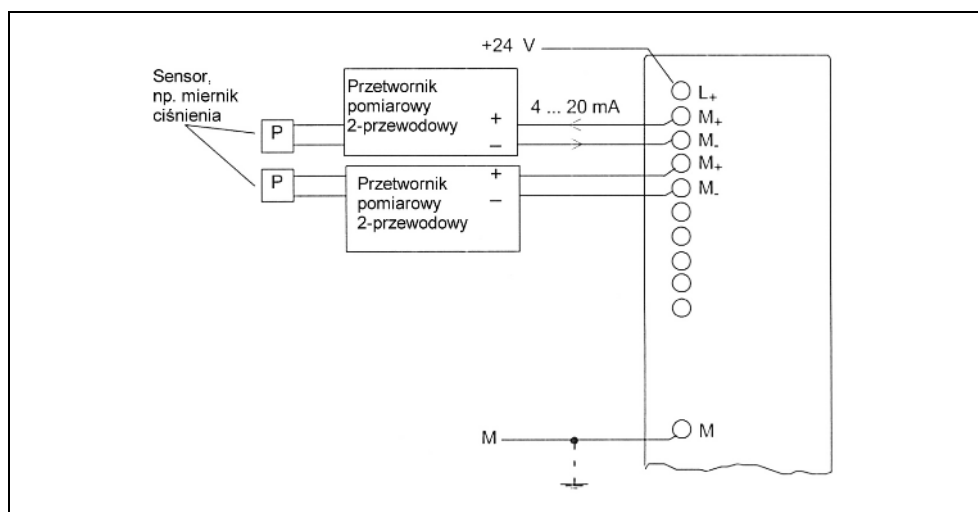 +24 V
Sensor,
np. miernik
ciśnienia
P
P
Przetwornik
pomiarowy
2-przewodowy
+
–
4 ... 20 mA
Przetwornik
pomiarowy
2-przewodowy
+
–
L+
M+
M-
M+
M-
M
M